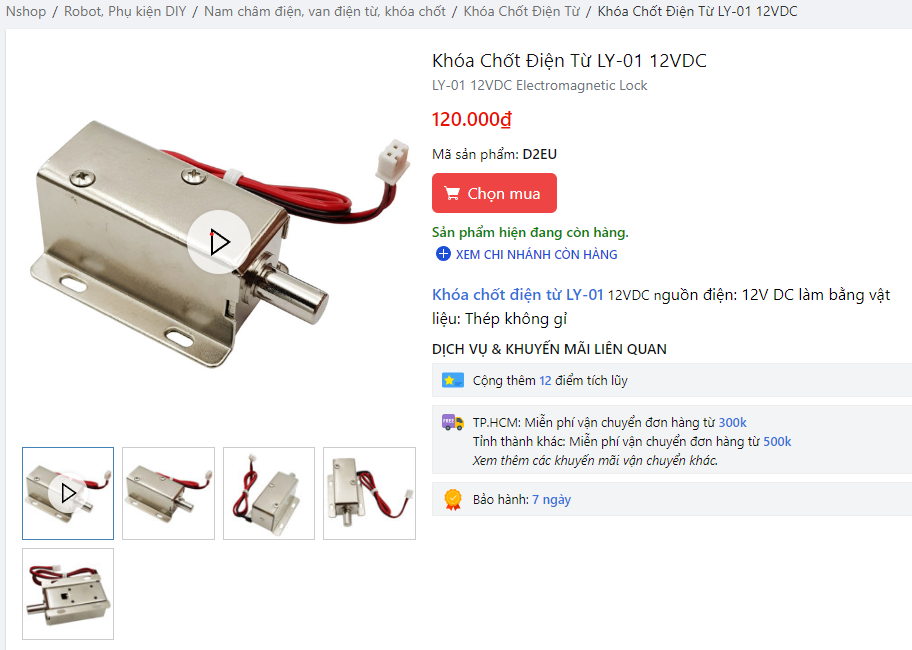 Nshop / Robot, Phụ kiện DIY / Nam châm điện, van điện từ, khóa chốt / Khóa Chốt Điện Từ / Khóa Chốt Điện Từ LY-01 12VDC
Khóa Chốt Điện Từ LY-01 12VDC
LY-01 12VDC Electromagnetic Lock
120.000₫
Mã sản phẩm: D2EU
Chọn mua
Sản phẩm hiện đang còn hàng.
XEM CHI NHÁNH CÒN HÀNG
Khóa chốt điện từ LY-01 12VDC nguồn điện: 12V DC làm bằng vật
liệu: Thép không gỉ
DỊCH VỤ & KHUYẾN MÃI LIÊN QUAN
Cộng thêm 12 điểm tích lũy
FREE
TP.HCM: Miễn phí vận chuyển đơn hàng từ 300k
Tỉnh thành khác: Miễn phí vận chuyển đơn hàng từ 500k
Xem thêm các khuyến mãi vận chuyển khác.
Bảo hành: 7 ngày